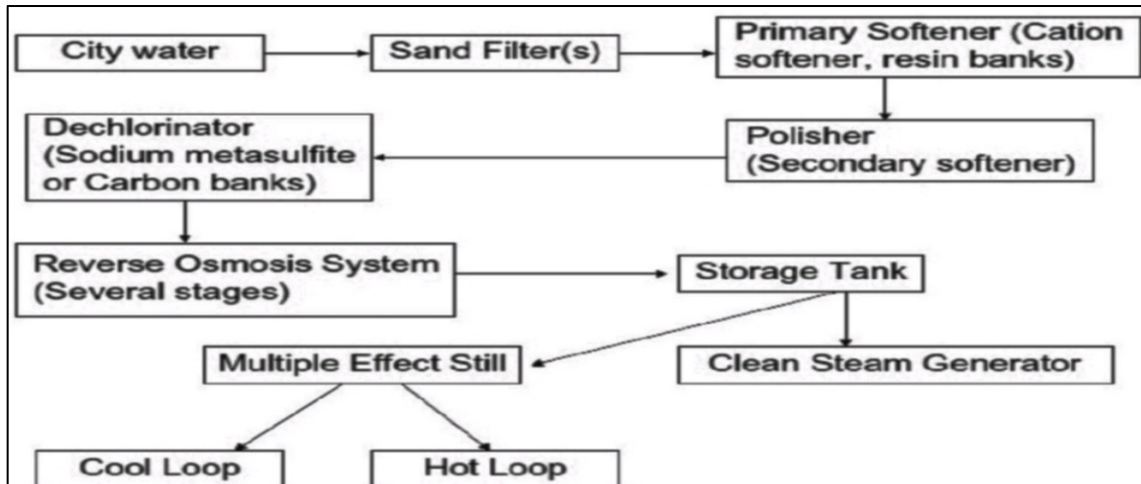 City water
Sand Filter(s)
Primary Softener (Cation
softener, resin banks)
Polisher
(Secondary softener)
Dechlorinator
(Sodium metasulfite
or Carbon banks)
Reverse Osmosis System
(Several stages)
Storage Tank
Multiple Effect Still
Clean Steam Generator
Cool Loop
Hot Loop